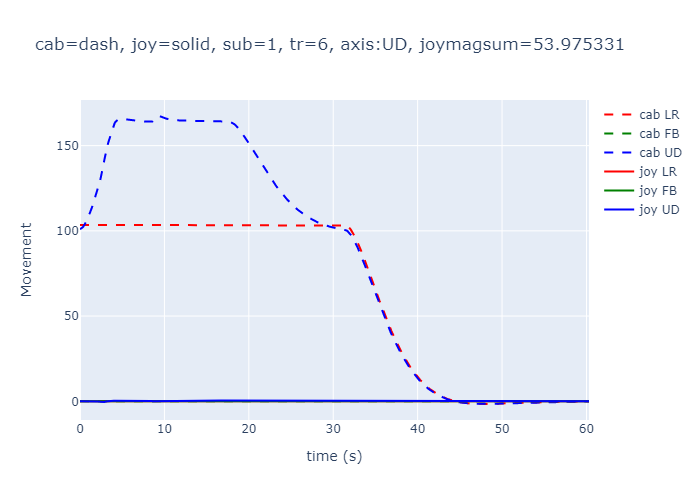 cab=dash, joy=solid, sub=1, tr=6, axis:UD, joymagsum=53.975331
cab LR
cab FB
cab UD
joy LR
joy FB
joy UD
Movement
150
100
50
0
0
10
20
30
40
50
60
time (s)